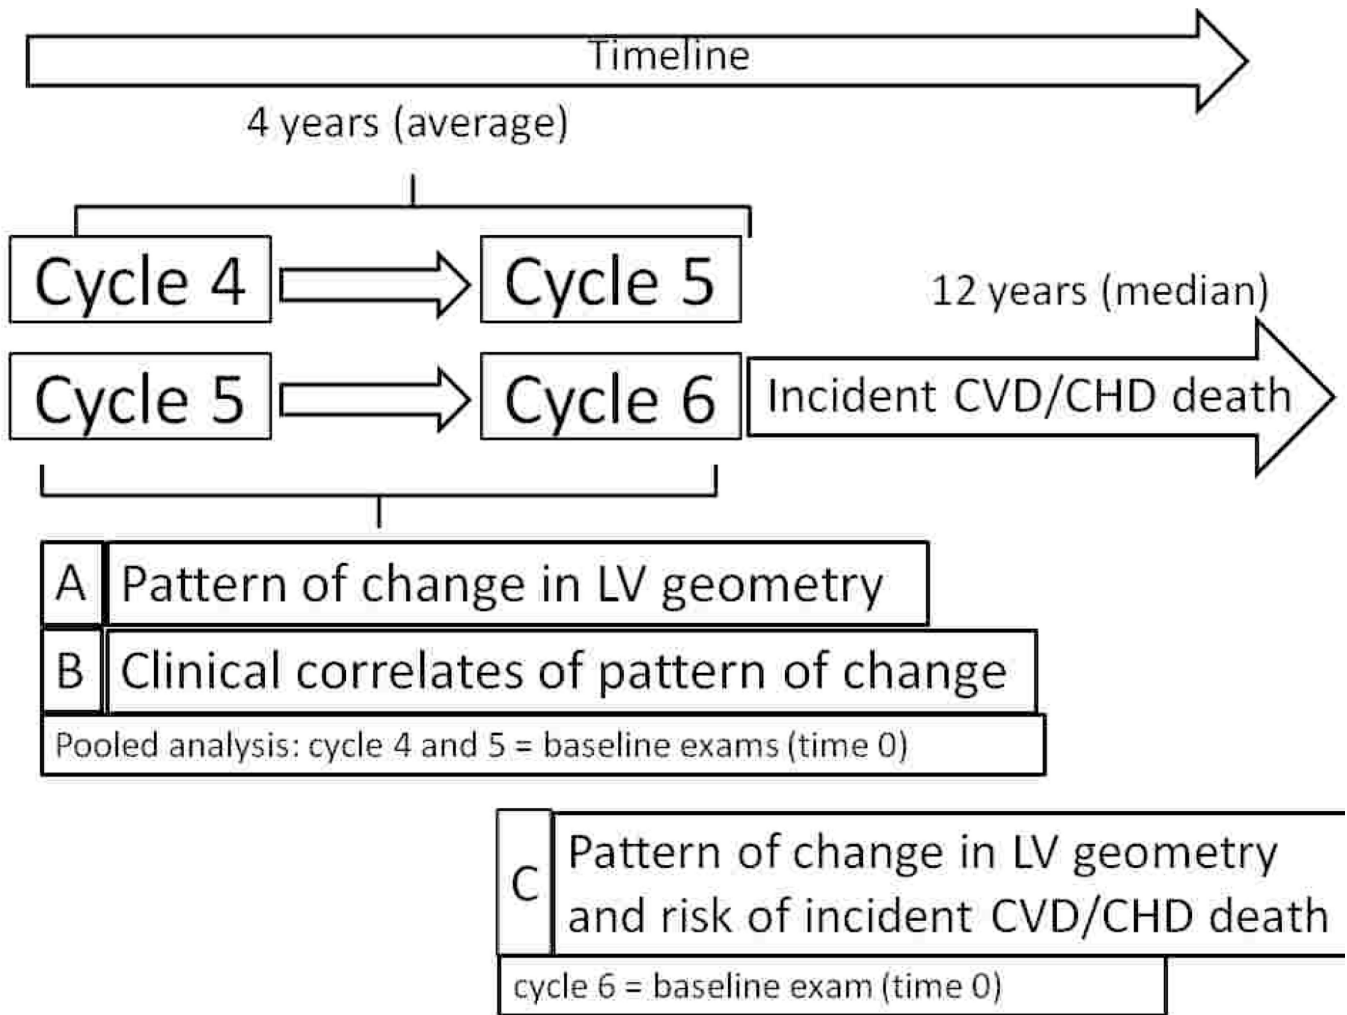 Timeline
4 years (average)
Cycle 4
Cycle 5
12 years (median)
Cycle 5
Cycle 6
Incident CVD/CHD death
A
Pattern of change in LV geometry
B
Clinical correlates of pattern of change
Pooled analysis: cycle 4 and 5 = baseline exams (time 0)
C
Pattern of change in LV geometry
and risk of incident CVD/CHD death
cycle 6 = baseline exam (time 0)